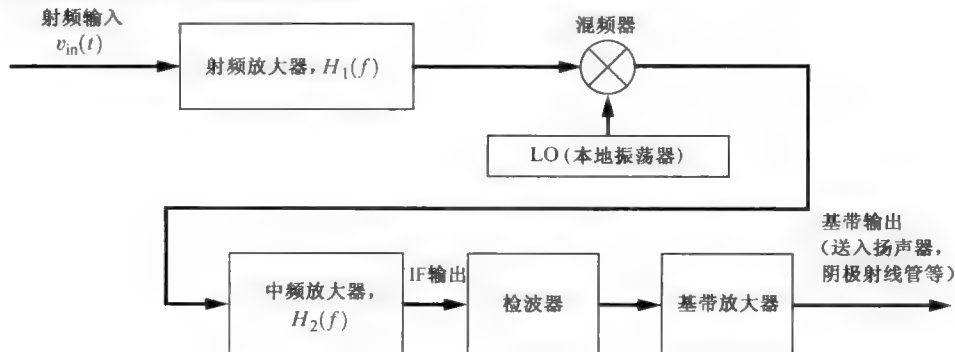 射频输入
v_in(t)
射频放大器，H_1(f)
混频器
LO（本地振荡器）
基带输出
（送入扬声器，
阴极射线管等）
中频放大器，
H_2(f)
IF输出
检波器
基带放大器